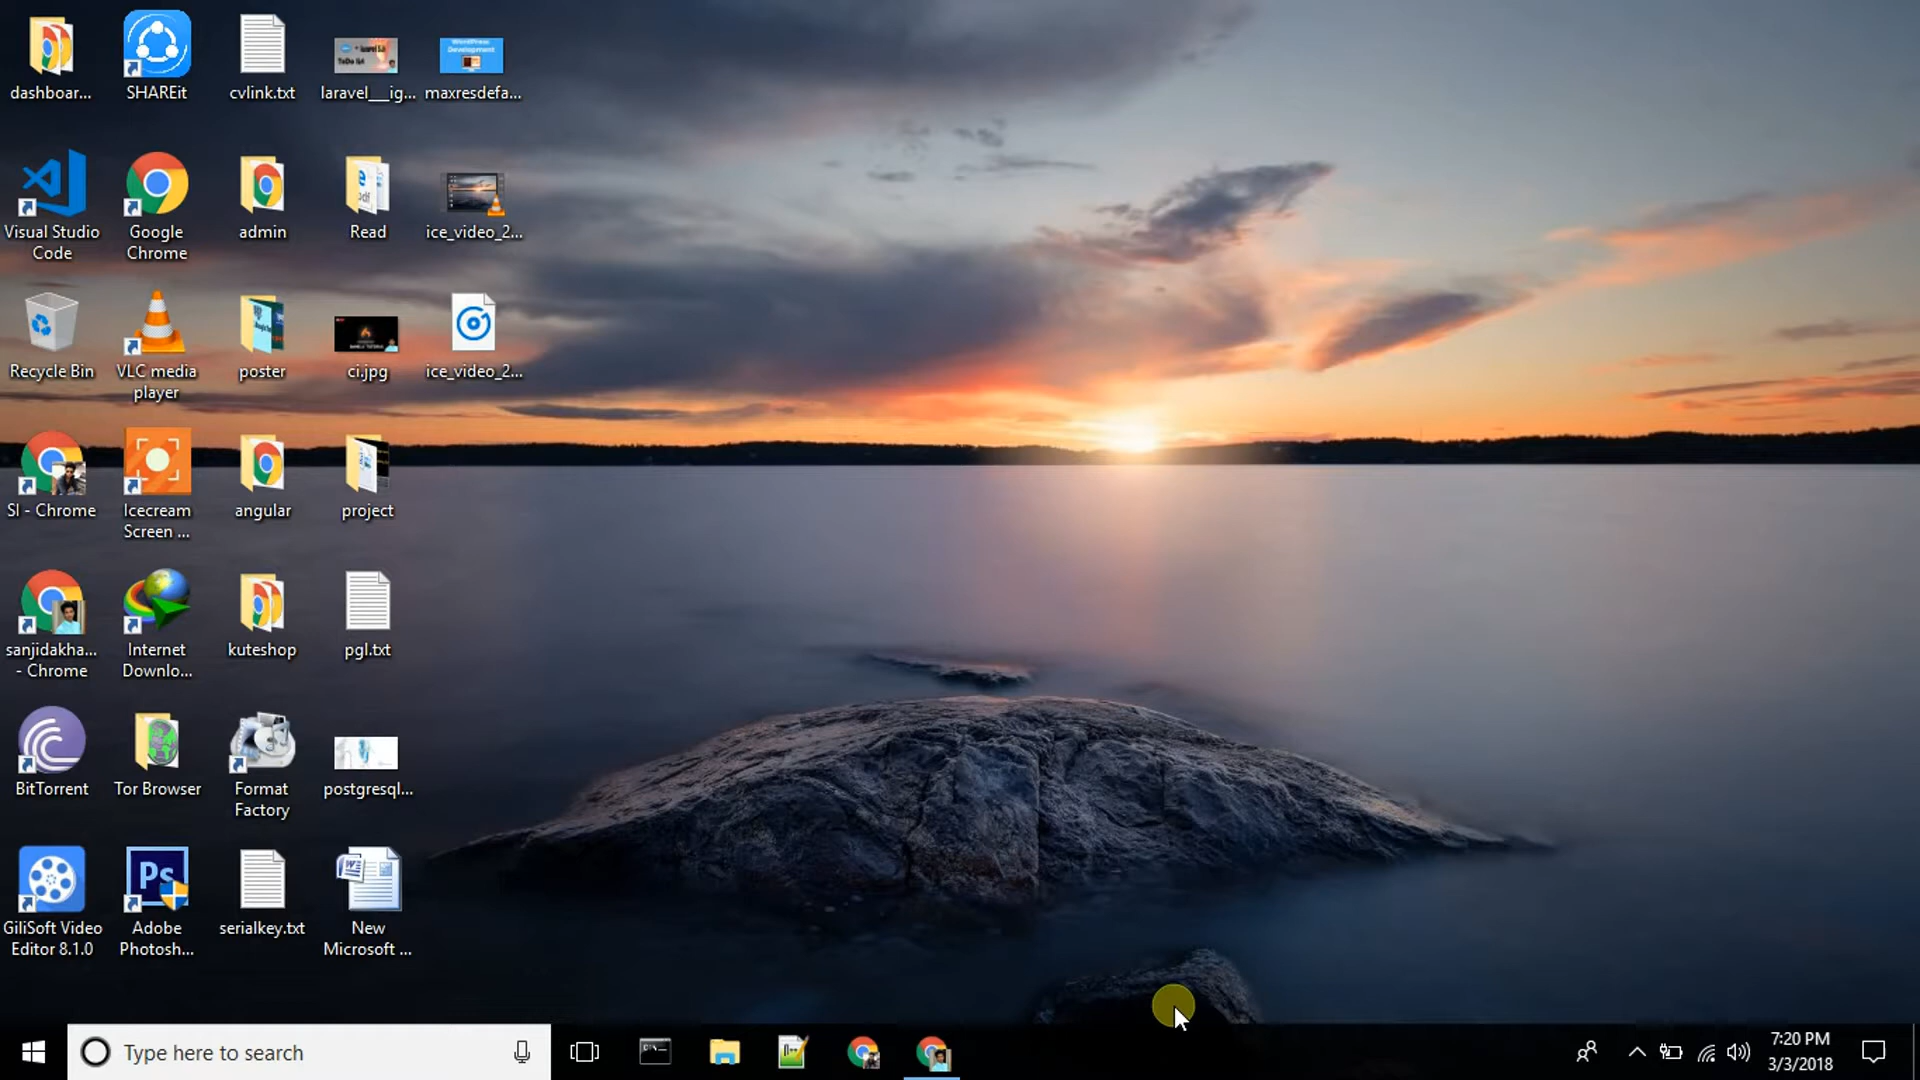 dashboar...
SHAREit
cvlink.txt
laravel__ig...
maxresdefa...
WordPress
Development
Visual Studio
Code
Google
Chrome
admin
Read
ice_video_2...
Recycle Bin
VLC media
player
poster
ci.jpg
ice_video_2...
SI - Chrome
Icecream
Screen ...
angular
project
sanjidakha...
- Chrome
Internet
Downlo...
kuteshop
pgl.txt
BitTorrent
Tor Browser
Format
Factory
postgresql...
Ps
GiliSoft Video
Editor 8.1.0
Adobe
Photosh...
serialkey.txt
New
Microsoft ...
Type here to search
7:20 PM
3/3/2018